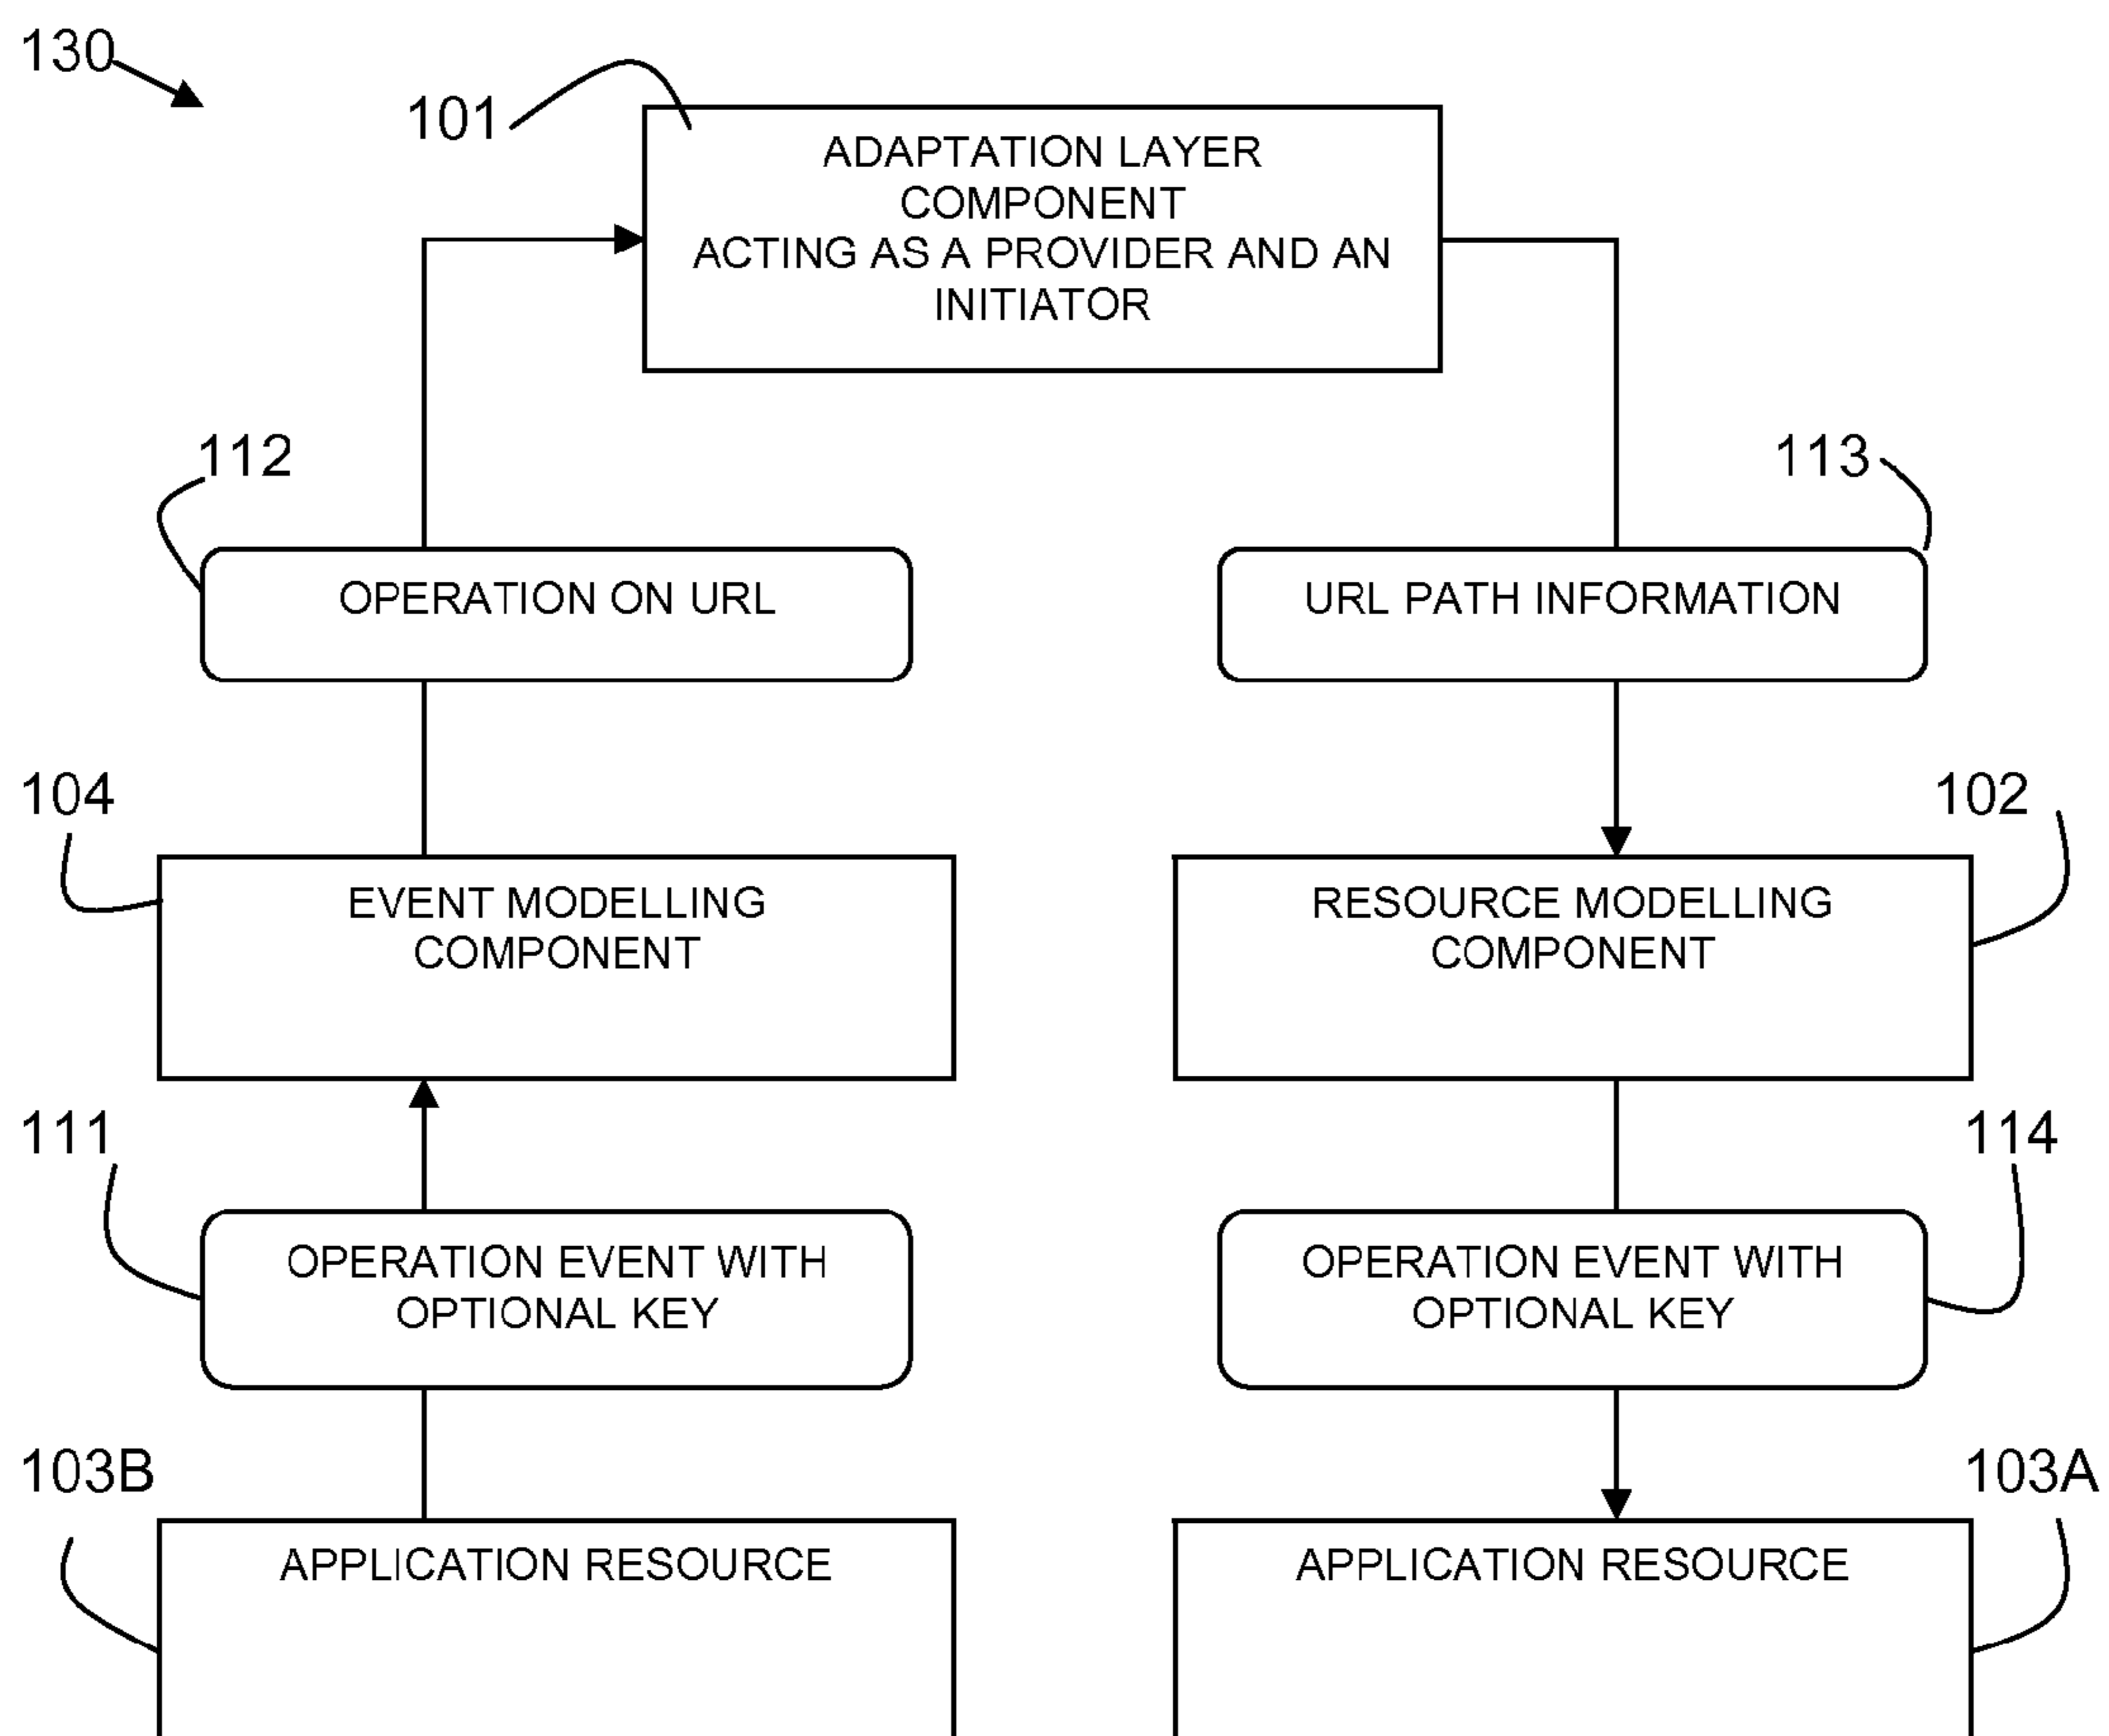 130
101
ADAPTATION LAYER
COMPONENT
ACTING AS A PROVIDER AND AN
INITIATOR
112
113
OPERATION ON URL
URL PATH INFORMATION
104
102
EVENT MODELLING
COMPONENT
RESOURCE MODELLING
COMPONENT
111
114
OPERATION EVENT WITH
OPTIONAL KEY
OPERATION EVENT WITH
OPTIONAL KEY
103B
103A
APPLICATION RESOURCE
APPLICATION RESOURCE